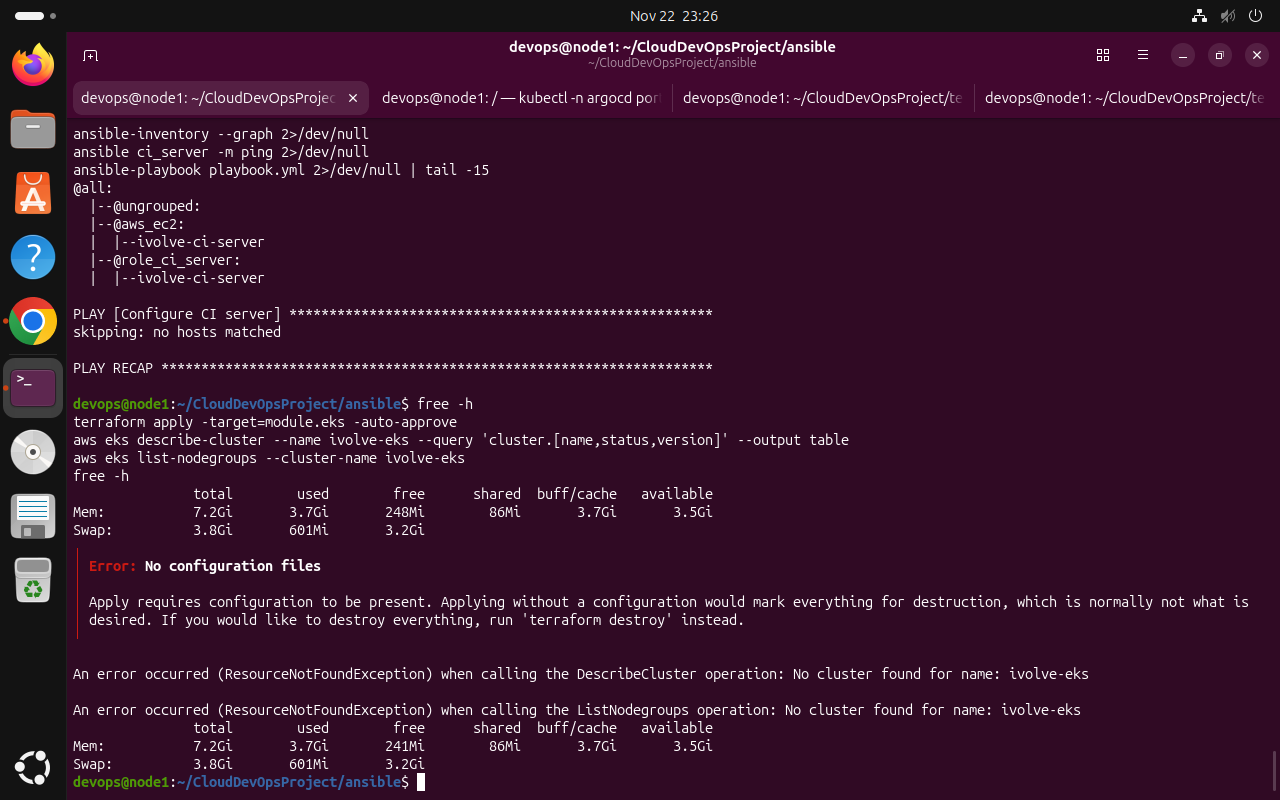 Nov 22 23:26
devops@node1: ~/CloudDevOpsProject/ansible
~/CloudDevOpsProject/ansible
devops@node1: ~/CloudDevOpsProjec
devops@node1: / — kubectl -n argocd por
devops@node1: ~/CloudDevOpsProject/te
devops@node1: ~/CloudDevOpsProject/te
ansible-inventory --graph 2>/dev/null
ansible ci_server -m ping 2>/dev/null
ansible-playbook playbook.yml 2>/dev/null | tail -15
@all:
  |--@ungrouped:
  |--@aws_ec2:
  |  |--ivolve-ci-server
  |--@role_ci_server:
  |  |--ivolve-ci-server
PLAY [Configure CI server] *****************************************************
skipping: no hosts matched
PLAY RECAP *********************************************************************
devops@node1:~/CloudDevOpsProject/ansible$ free -h
terraform apply -target=module.eks -auto-approve
aws eks describe-cluster --name ivolve-eks --query 'cluster.[name,status,version]' --output table
aws eks list-nodegroups --cluster-name ivolve-eks
free -h
               total        used        free      shared  buff/cache   available
Mem:           7.2Gi       3.7Gi       248Mi        86Mi       3.7Gi       3.5Gi
Swap:          3.8Gi       601Mi       3.2Gi
Error: No configuration files
Apply requires configuration to be present. Applying without a configuration would mark everything for destruction, which is normally not what is
desired. If you would like to destroy everything, run 'terraform destroy' instead.
An error occurred (ResourceNotFoundException) when calling the DescribeCluster operation: No cluster found for name: ivolve-eks
An error occurred (ResourceNotFoundException) when calling the ListNodegroups operation: No cluster found for name: ivolve-eks
               total        used        free      shared  buff/cache   available
Mem:           7.2Gi       3.7Gi       241Mi        86Mi       3.7Gi       3.5Gi
Swap:          3.8Gi       601Mi       3.2Gi
devops@node1:~/CloudDevOpsProject/ansible$